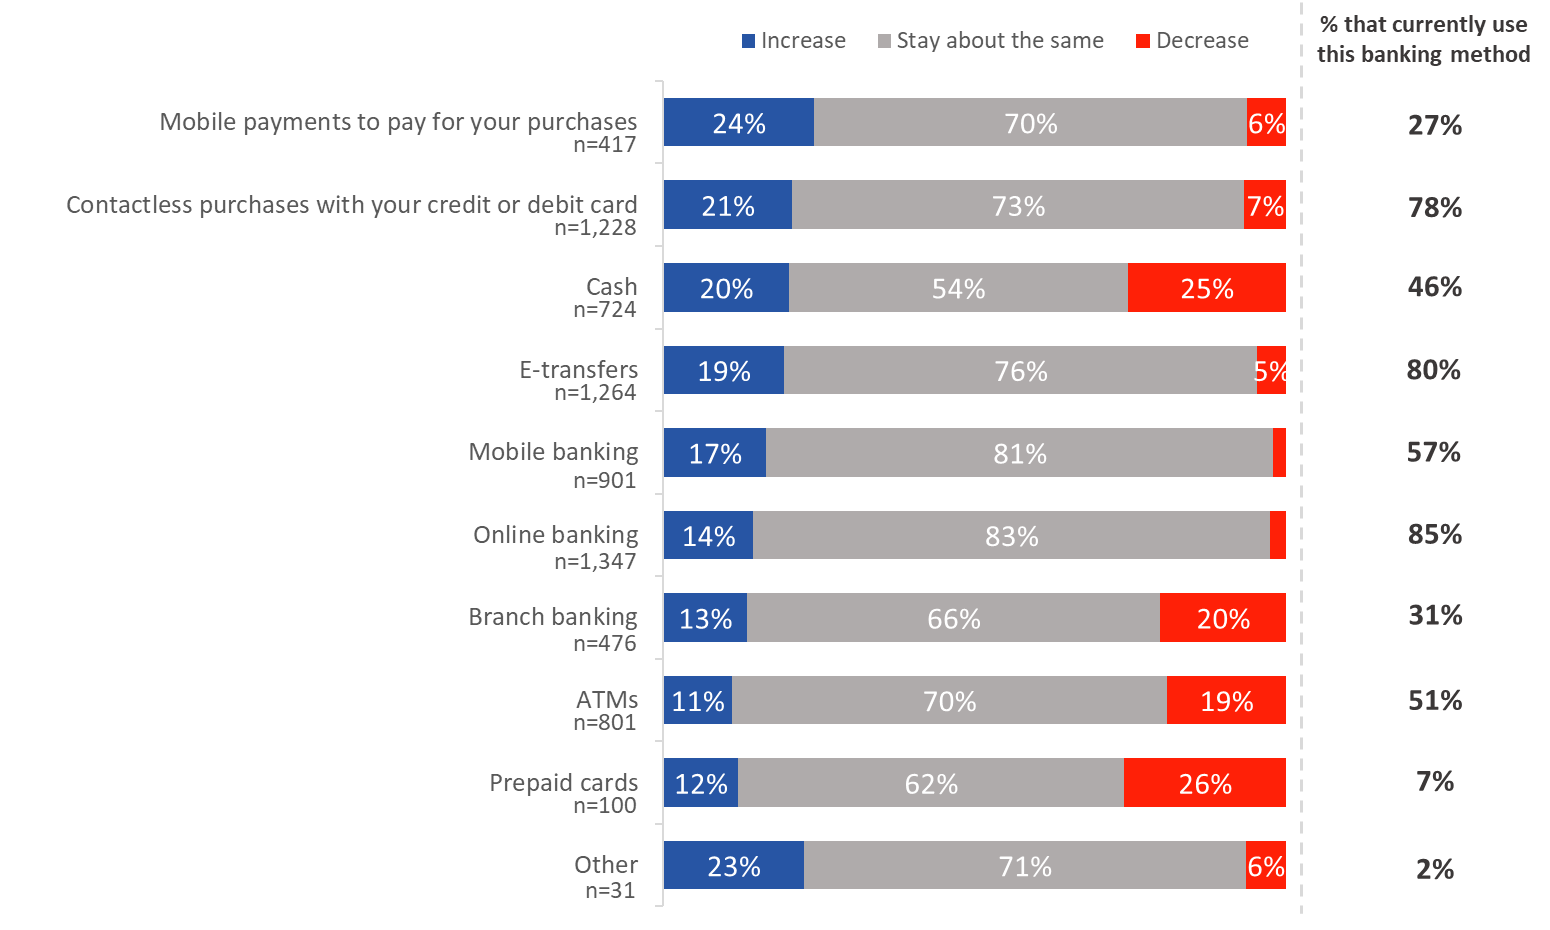 Increase Stay about the same Decrease
% that currently use
this banking method
Mobile payments to pay for your purchases
n=417
24% 70% 6% 27%
Contactless purchases with your credit or debit card
n=1,228
21% 73% 7% 78%
Cash
n=724
20% 54% 25% 46%
E-transfers
n=1,264
19% 76% 5% 80%
Mobile banking
n=901
17% 81% 57%
Online banking
n=1,347
14% 83% 85%
Branch banking
n=476
13% 66% 20% 31%
ATMs
n=801
11% 70% 19% 51%
Prepaid cards
n=100
12% 62% 26% 7%
Other
n=31
23% 71% 6% 2%